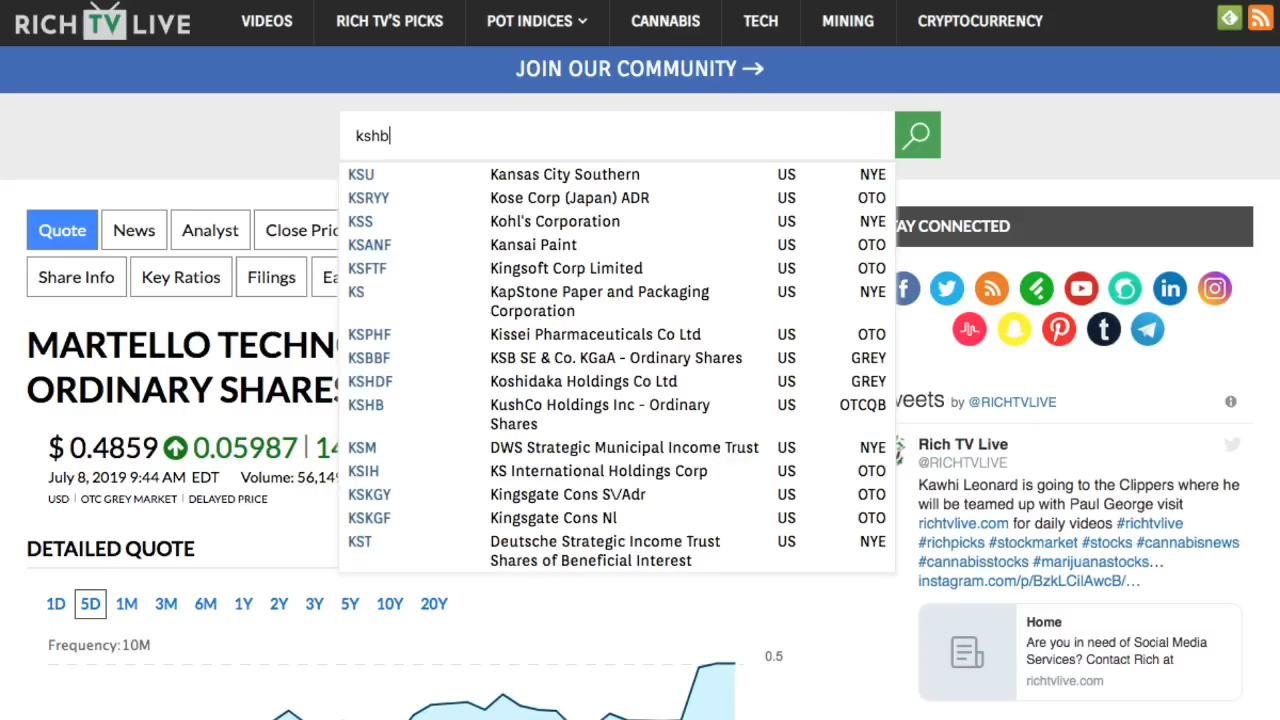 RICH TV LIVE
VIDEOS
RICH TV'S PICKS
POT INDICES
CANNABIS
TECH
MINING
CRYPTOCURRENCY
JOIN OUR COMMUNITY →
kshb
KSU Kansas City Southern US NYE
KSRYY Kose Corp (Japan) ADR US OTO
KSS Kohl's Corporation US NYE
KSANF Kansai Paint US OTO
KSFTF Kingsoft Corp Limited US OTO
KS KapStone Paper and Packaging US NYE
Corporation
KSPHF Kissei Pharmaceuticals Co Ltd US OTO
KSBBF KSB SE & Co. KGaA - Ordinary Shares US GREY
KSHDF Koshidaka Holdings Co Ltd US GREY
KSHB KushCo Holdings Inc - Ordinary US OTCQB
Shares
KSM DWS Strategic Municipal Income Trust US NYE
KSIH KS International Holdings Corp US OTO
KSKGY Kingsgate Cons S\/Adr US OTO
KSKGF Kingsgate Cons Nl US OTO
KST Deutsche Strategic Income Trust US NYE
Shares of Beneficial Interest
Quote News Analyst Close Pric
Share Info Key Ratios Filings Ea
MARTELLO TECHN
ORDINARY SHARES
$ 0.4859 0.05987 | 14
July 8, 2019 9:44 AM EDT Volume: 56,149
USD | OTC GREY MARKET | DELAYED PRICE
DETAILED QUOTE
1D 5D 1M 3M 6M 1Y 2Y 3Y 5Y 10Y 20Y
Frequency:10M
0.5
AY CONNECTED
veets by @RICHTVLIVE
Rich TV Live
@RICHTVLIVE
Kawhi Leonard is going to the Clippers where he
will be teamed up with Paul George visit
richtvlive.com for daily videos #richtvlive
#richpicks #stockmarket #stocks #cannabisnews
#cannabisstocks #marijuanastocks…
instagram.com/p/BzkLCilAwcB/…
Home
Are you in need of Social Media
Services? Contact Rich at
richtvlive.com